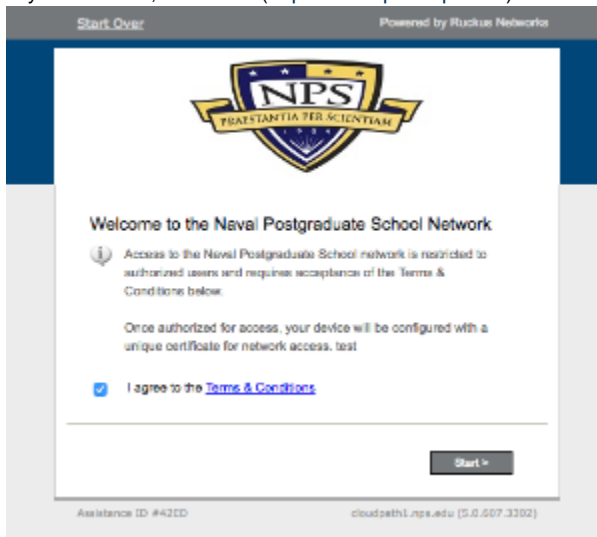 Start Over
Powered by Ruckus Networks
NPS
PRAESTANTIA PER SCIENTIAM
Welcome to the Naval Postgraduate School Network
Access to the Naval Postgraduate School network is restricted to
authorized users and requires acceptance of the Terms &
Conditions below.
Once authorized for access, your device will be configured with a
unique certificate for network access. test
I agree to the Terms & Conditions
Start >
Assistance ID #42ED
cloudpath1.nps.edu (5.0.607.3302)